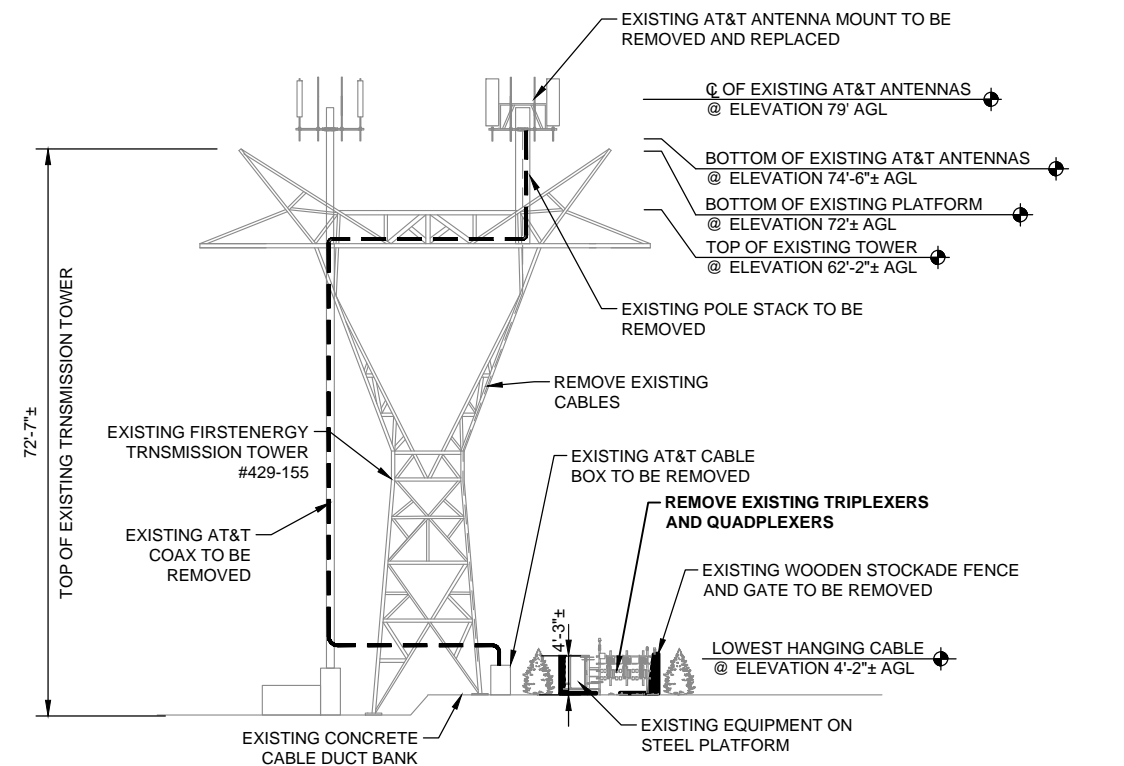 EXISTING AT&T ANTENNA MOUNT TO BE
REMOVED AND REPLACED
℄ OF EXISTING AT&T ANTENNAS
@ ELEVATION 79' AGL
BOTTOM OF EXISTING AT&T ANTENNAS
@ ELEVATION 74'-6"± AGL
BOTTOM OF EXISTING PLATFORM
@ ELEVATION 72'± AGL
TOP OF EXISTING TOWER
@ ELEVATION 62'-2"± AGL
EXISTING POLE STACK TO BE
REMOVED
REMOVE EXISTING
CABLES
72'-7"±
TOP OF EXISTING TRNSMISSION TOWER
EXISTING FIRSTENERGY
TRNSMISSION TOWER
#429-155
EXISTING AT&T CABLE
BOX TO BE REMOVED
REMOVE EXISTING TRIPLEXERS
AND QUADPLEXERS
EXISTING AT&T
COAX TO BE
REMOVED
EXISTING WOODEN STOCKADE FENCE
AND GATE TO BE REMOVED
4'-3"±
LOWEST HANGING CABLE
@ ELEVATION 4'-2"± AGL
EXISTING EQUIPMENT ON
STEEL PLATFORM
EXISTING CONCRETE
CABLE DUCT BANK